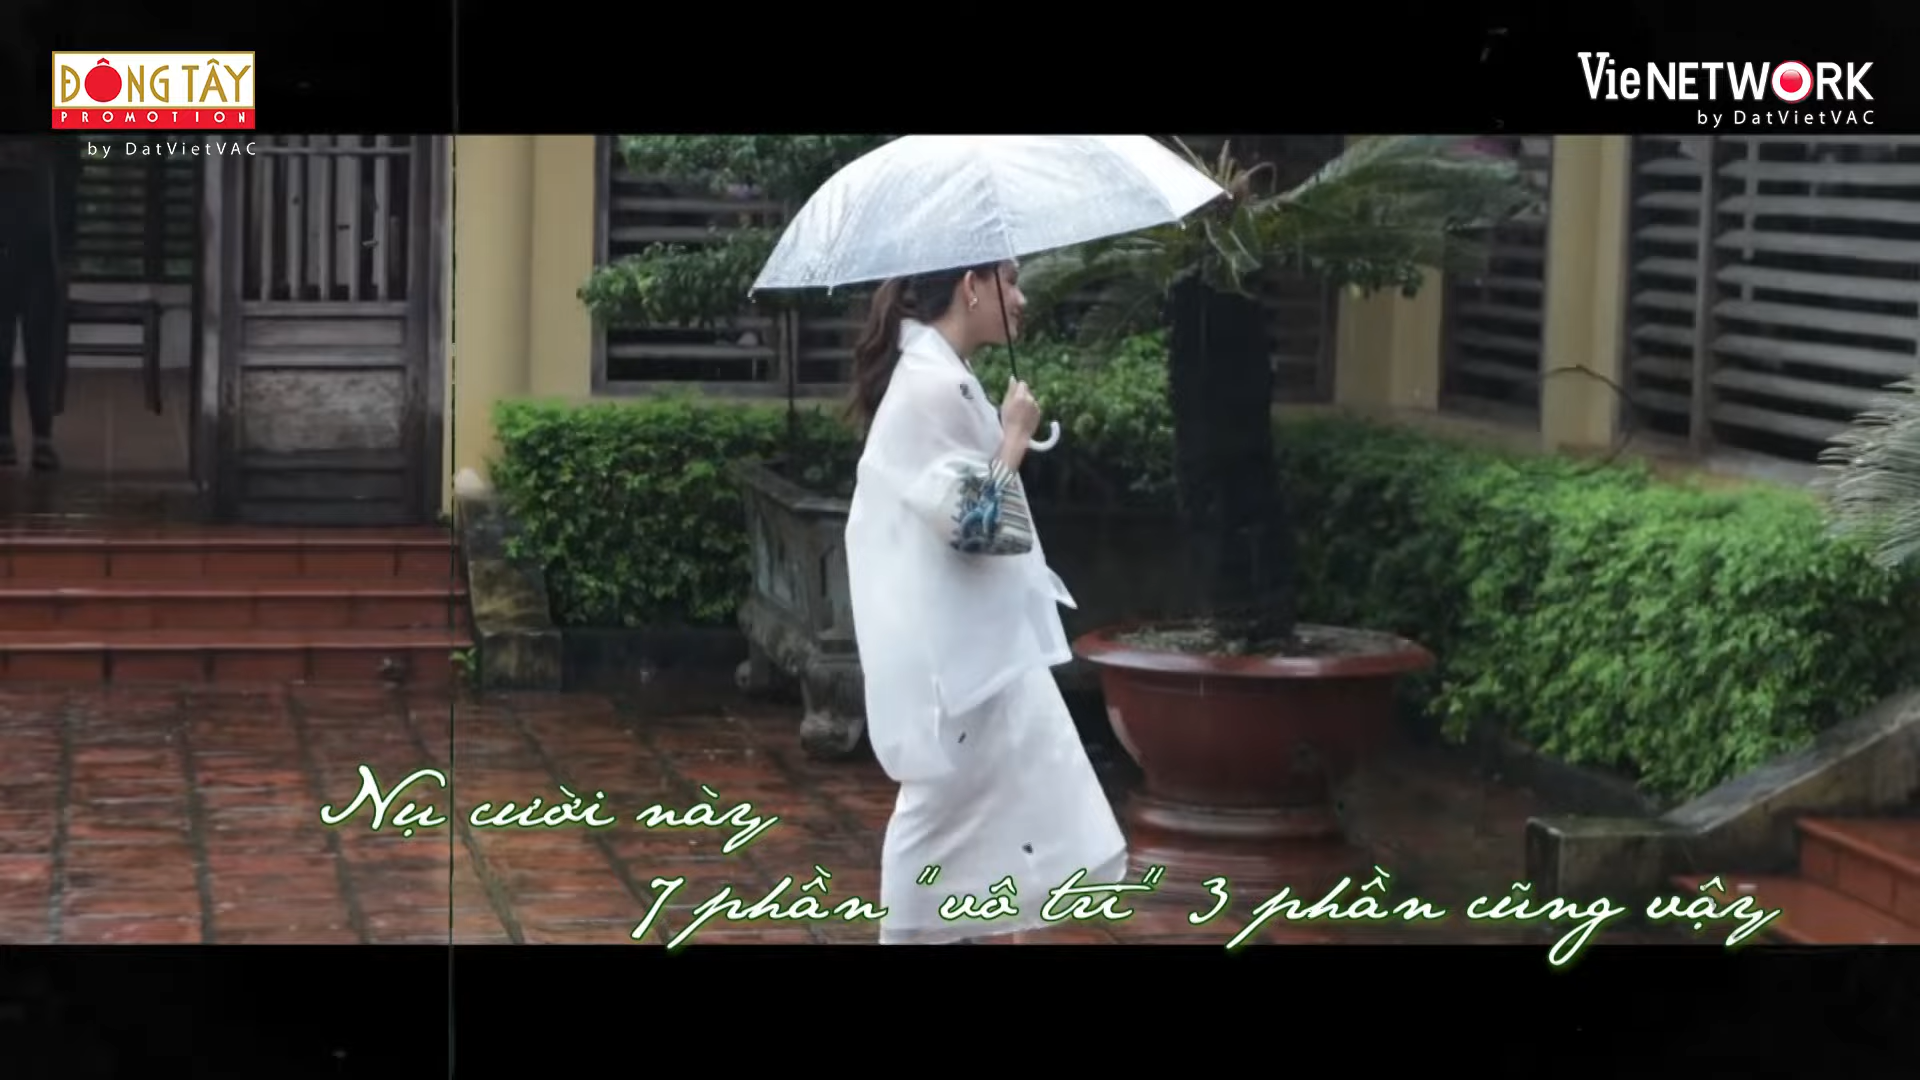 ĐÔNG TÂY
PROMOTION
by DatVietVAC
VieNETWORK
by DatVietVAC
Nụ cười này
7 phần "vô tri" 3 phần cũng vậy